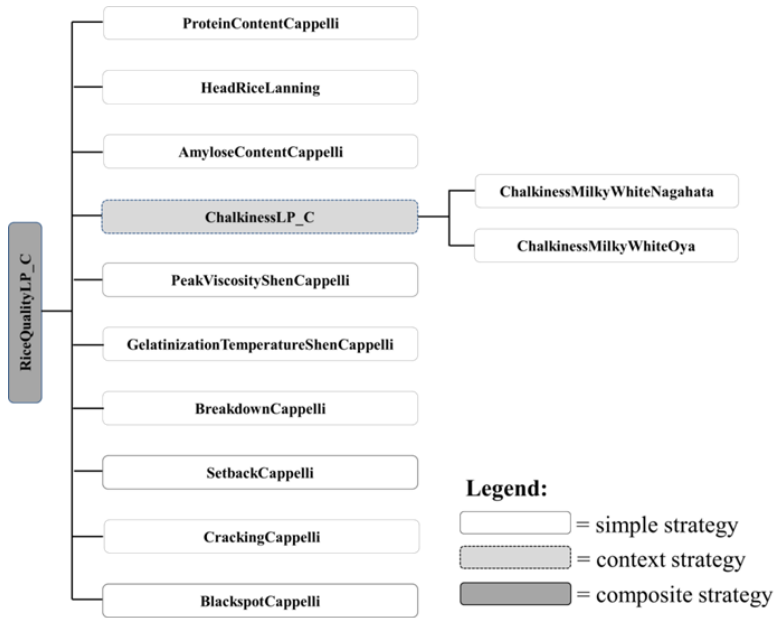 RiceQualityLP_C
ProteinContentCappelli
HeadRiceLanning
AmyloseContentCappelli
ChalkinessLP_C
ChalkinessMilkyWhiteNagahata
ChalkinessMilkyWhiteOya
PeakViscosityShenCappelli
GelatinizationTemperatureShenCappelli
BreakdownCappelli
SetbackCappelli
CrackingCappelli
BlackspotCappelli
Legend:
= simple strategy
= context strategy
= composite strategy